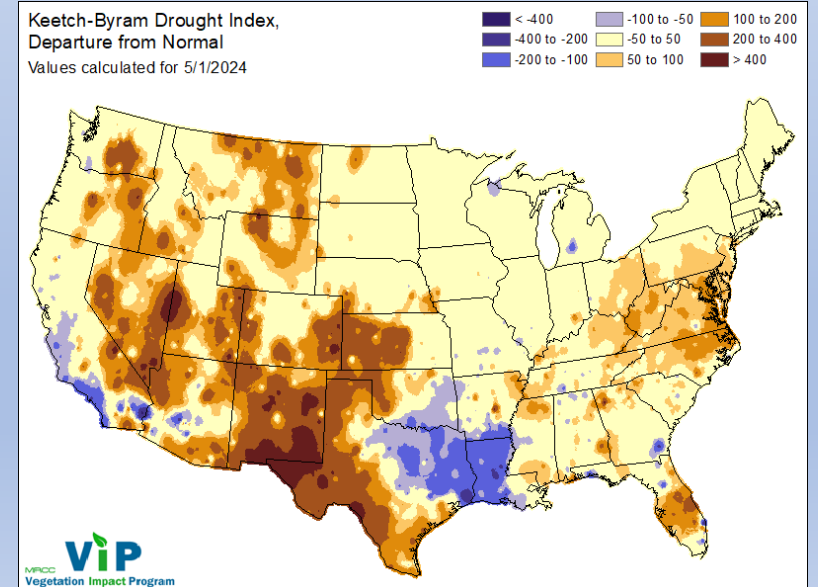 Keetch-Byram Drought Index,
Departure from Normal
Values calculated for 5/1/2024
< -400
-400 to -200
-200 to -100
-100 to -50
-50 to 50
50 to 100
100 to 200
200 to 400
> 400
MRCC
ViP
Vegetation Impact Program